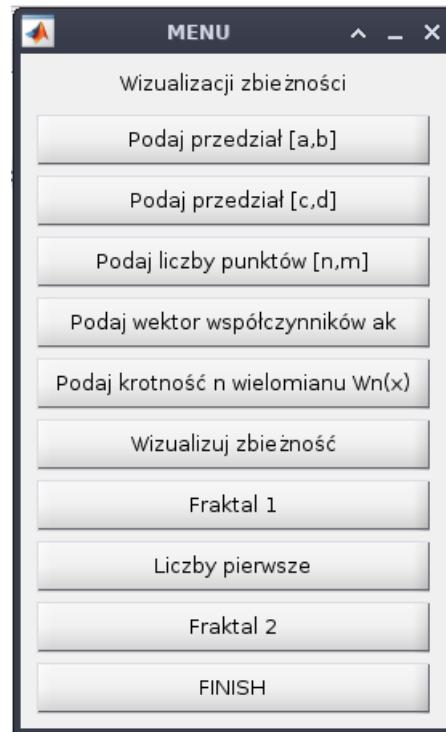 MENU
Wizualizacji zbieżności
Podaj przedział [a,b]
Podaj przedział [c,d]
Podaj liczby punktów [n,m]
Podaj wektor współczynników ak
Podaj krotność n wielomianu Wn(x)
Wizualizuj zbieżność
Fraktal 1
Liczby pierwsze
Fraktal 2
FINISH